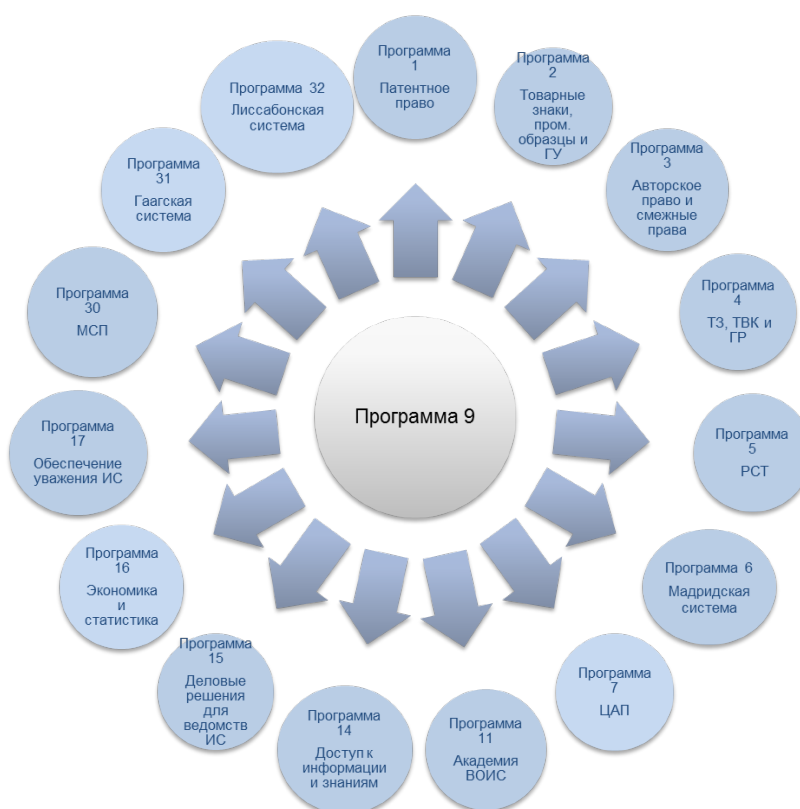 Программа
1
Патентное
право
Программа
2
Товарные
знаки,
пром.
образцы и
ГУ
Программа
3
Авторское
право и
смежные
права
Программа
4
ТЗ, ТВК и
ГР
Программа
5
РСТ
Программа 6
Мадридская
система
Программа
7
ЦАП
Программа
11
Академия
ВОИС
Программа
14
Доступ к
информации
и знаниям
Программа
15
Деловые
решения
для
ведомств
ИС
Программа
16
Экономика
и
статистика
Программа
17
Обеспечение
уважения ИС
Программа
30
МСП
Программа
31
Гаагская
система
Программа 32
Лиссабонская
система
Программа 9